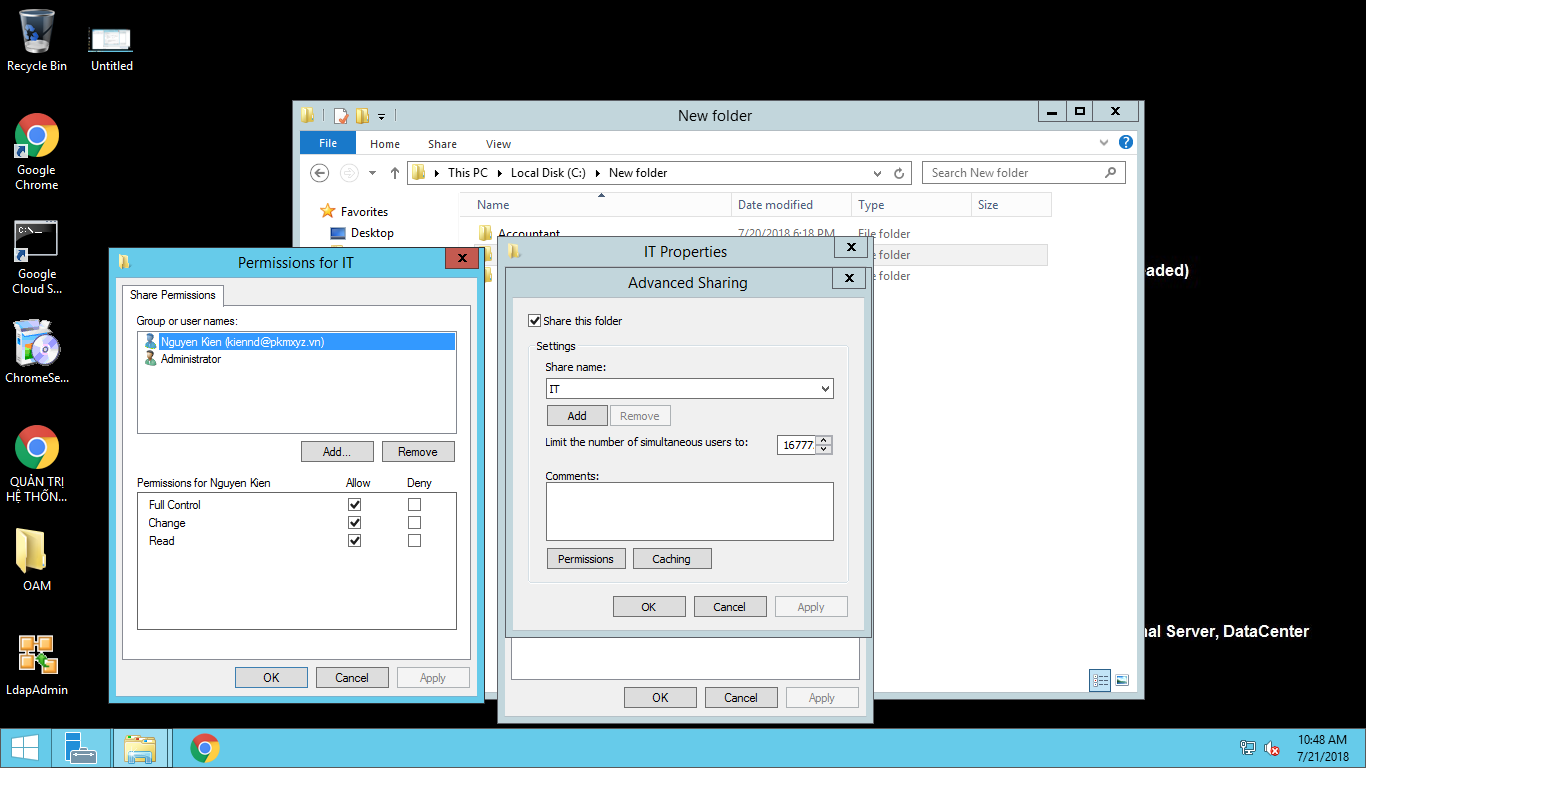 Recycle Bin
Untitled
Google
Chrome
C:\_
Google
Cloud S...
ChromeSe...
QUẢN TRỊ
HỆ THỐN...
OAM
LdapAdmin
New folder
File
Home
Share
View
This PC
Local Disk (C:)
New folder
Search New folder
Favorites
Desktop
Name
Date modified
Type
Size
Accountant
7/20/2018 6:18 PM
File folder
folder
folder
Permissions for IT
Share Permissions
Group or user names:
Nguyen Kien (kiennd@pkmxyz.vn)
Administrator
Add...
Remove
Permissions for Nguyen Kien
Allow
Deny
Full Control
Change
Read
OK
Cancel
Apply
IT Properties
Advanced Sharing
Share this folder
Settings
Share name:
IT
Add
Remove
Limit the number of simultaneous users to:
16777
Comments:
Permissions
Caching
OK
Cancel
Apply
OK
Cancel
Apply
aded)
nal Server, DataCenter
10:48 AM
7/21/2018